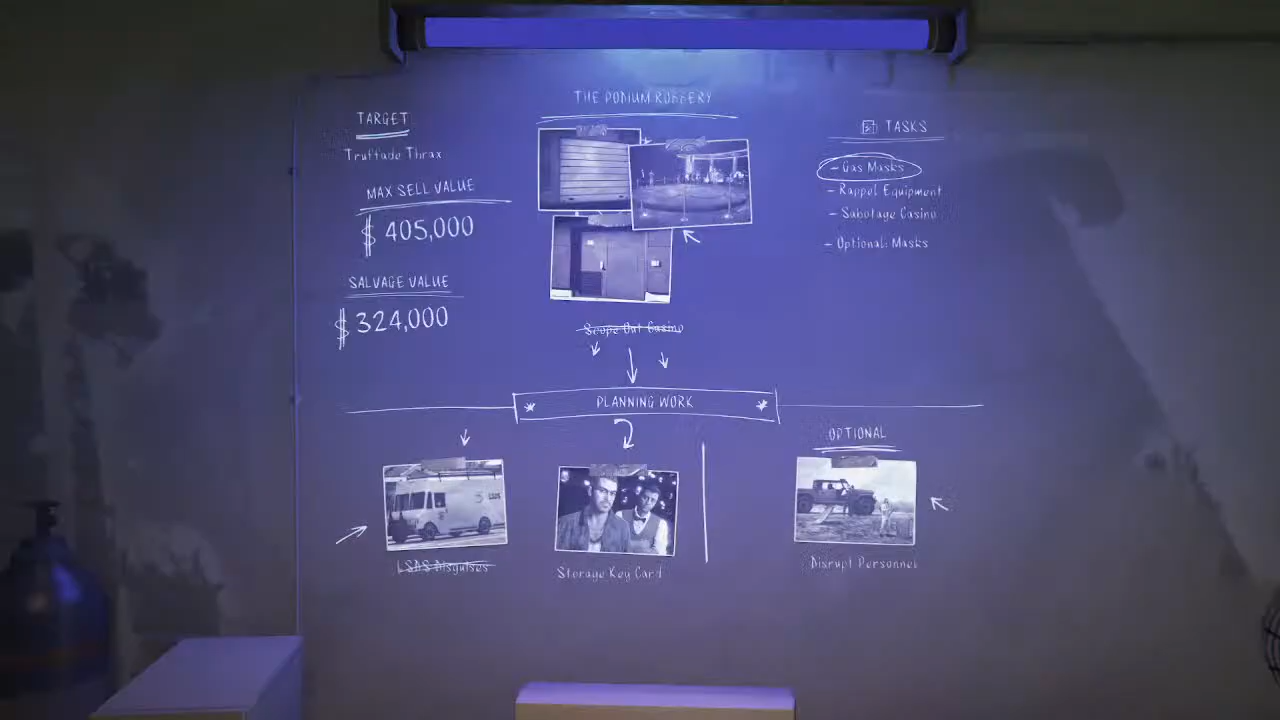 THE PODIUM ROBBERY
TARGET
Truffade Thrax
MAX SELL VALUE
$ 405,000
SALVAGE VALUE
$ 324,000
TASKS
- Gas Masks
- Rappel Equipment
- Sabotage Casino
- Optional: Masks
Scope Out Casino
PLANNING WORK
LSDS Disguises
Storage Key Card
OPTIONAL
Disrupt Personnel